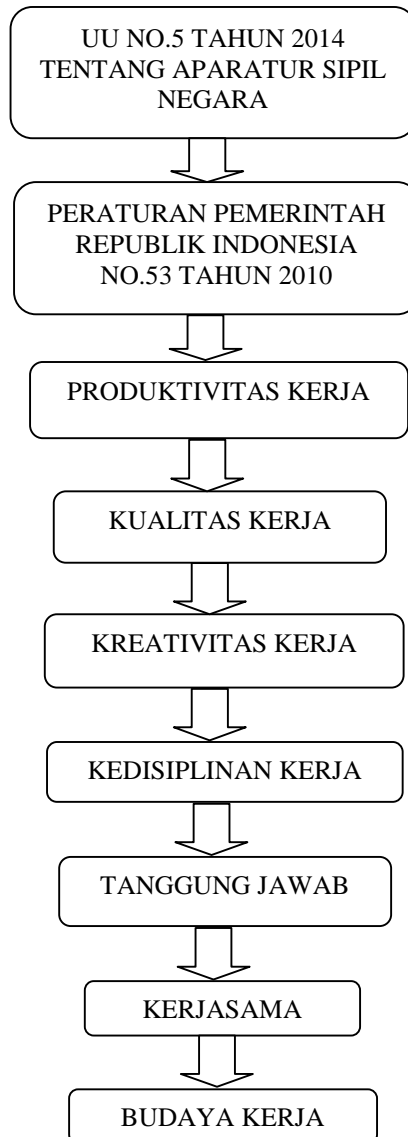 UU NO.5 TAHUN 2014
TENTANG APARATUR SIPIL
NEGARA
PERATURAN PEMERINTAH
REPUBLIK INDONESIA
NO.53 TAHUN 2010
PRODUKTIVITAS KERJA
KUALITAS KERJA
KREATIVITAS KERJA
KEDISIPLINAN KERJA
TANGGUNG JAWAB
KERJASAMA
BUDAYA KERJA